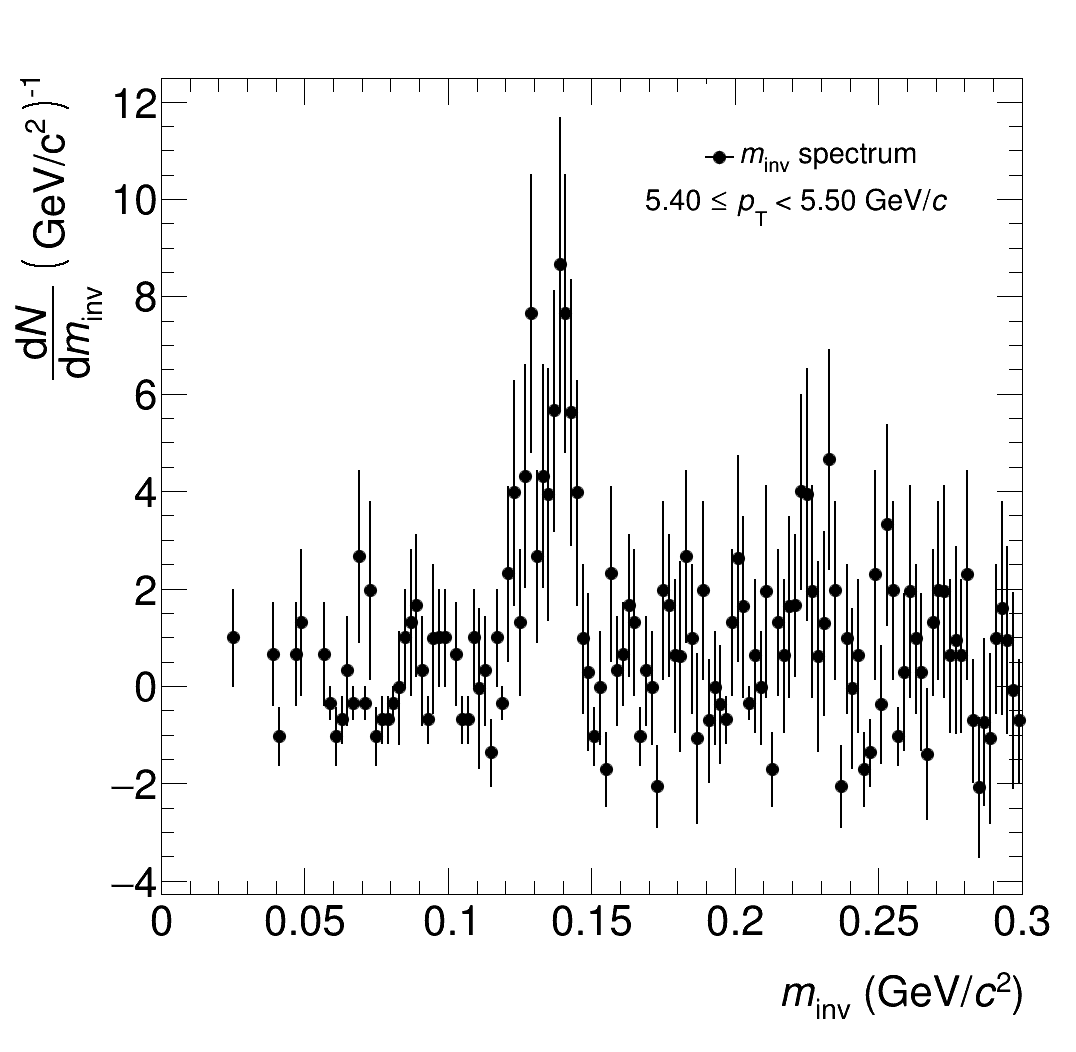 dN
dm_inv ( GeV/c² )⁻¹
12
10
8
6
4
2
0
−2
−4
m_inv spectrum
5.40 ≤ p_T < 5.50 GeV/c
0 0.05 0.1 0.15 0.2 0.25 0.3
m_inv (GeV/c²)